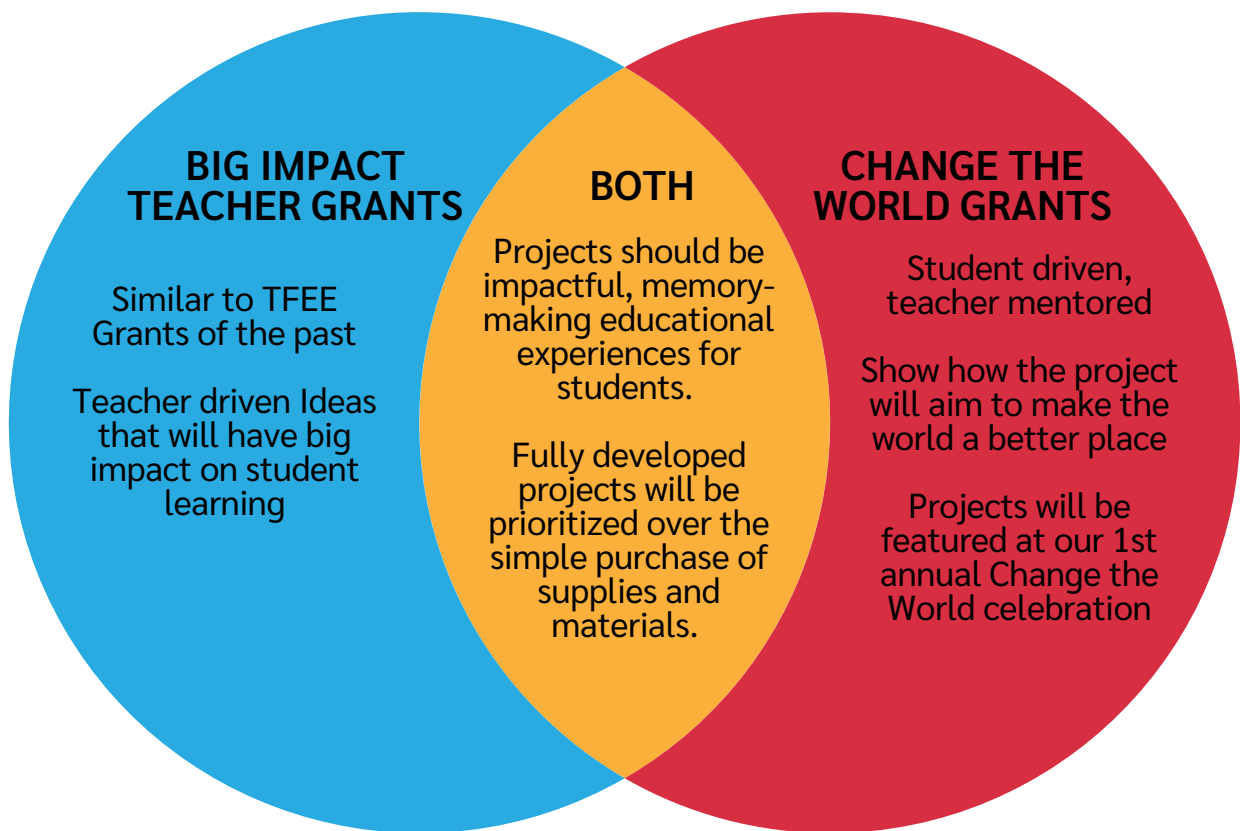 BIG IMPACT
TEACHER GRANTS
Similar to TFEE
Grants of the past
Teacher driven Ideas
that will have big
impact on student
learning
BOTH
Projects should be
impactful, memory-
making educational
experiences for
students.
Fully developed
projects will be
prioritized over the
simple purchase of
supplies and
materials.
CHANGE THE
WORLD GRANTS
Student driven,
teacher mentored
Show how the project
will aim to make the
world a better place
Projects will be
featured at our 1st
annual Change the
World celebration